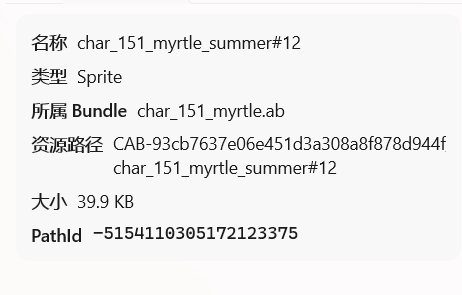 名称 char_151_myrtle_summer#12
类型 Sprite
所属 Bundle char_151_myrtle.ab
资源路径 CAB-93cb7637e06e451d3a308a8f878d944f
char_151_myrtle_summer#12
大小 39.9 KB
PathId -5154110305172123375